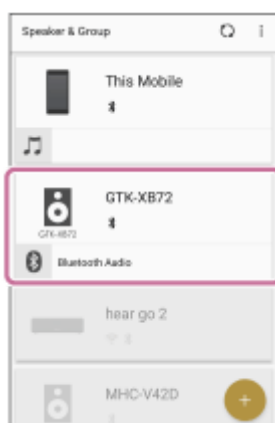 Speaker & Group
This Mobile
GTK-XB72
GTK-XB72
Bluetooth Audio
hear go 2
MHC-V42D